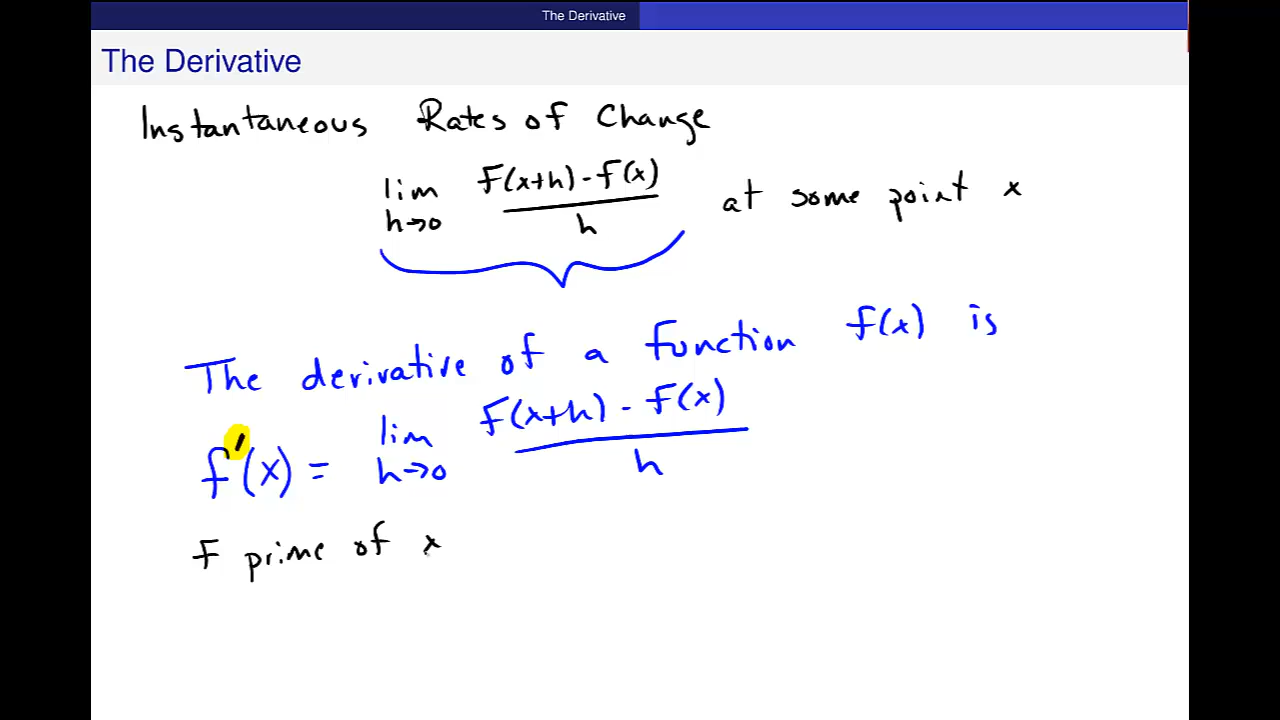 The Derivative
The Derivative
Instantaneous Rates of Change
lim h→0 f(x+h) - f(x) / h at some point x
The derivative of a function f(x) is
f'(x) = lim h→0 f(x+h) - f(x) / h
F prime of x